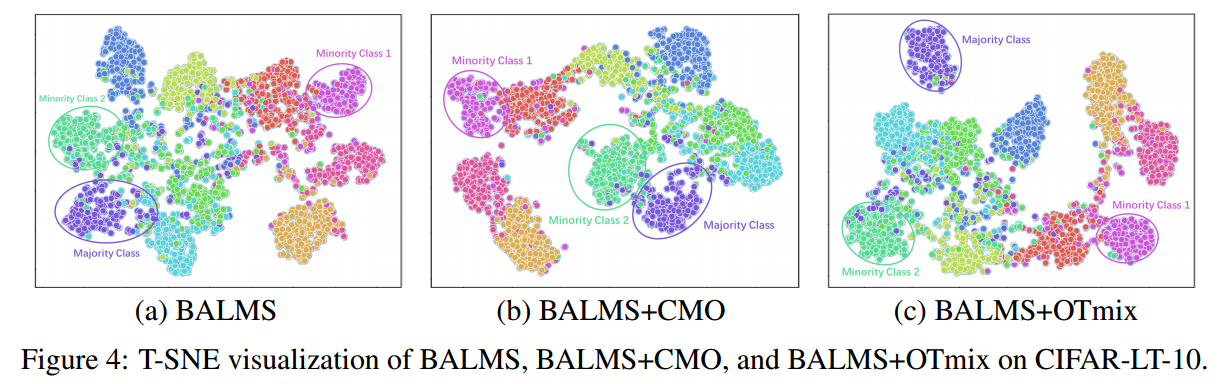 Minority Class 1
Minority Class 2
Majority Class
(a) BALMS
Minority Class 1
Minority Class 2
Majority Class
(b) BALMS+CMO
Majority Class
Minority Class 1
Minority Class 2
(c) BALMS+OTmix
Figure 4: T-SNE visualization of BALMS, BALMS+CMO, and BALMS+OTmix on CIFAR-LT-10.